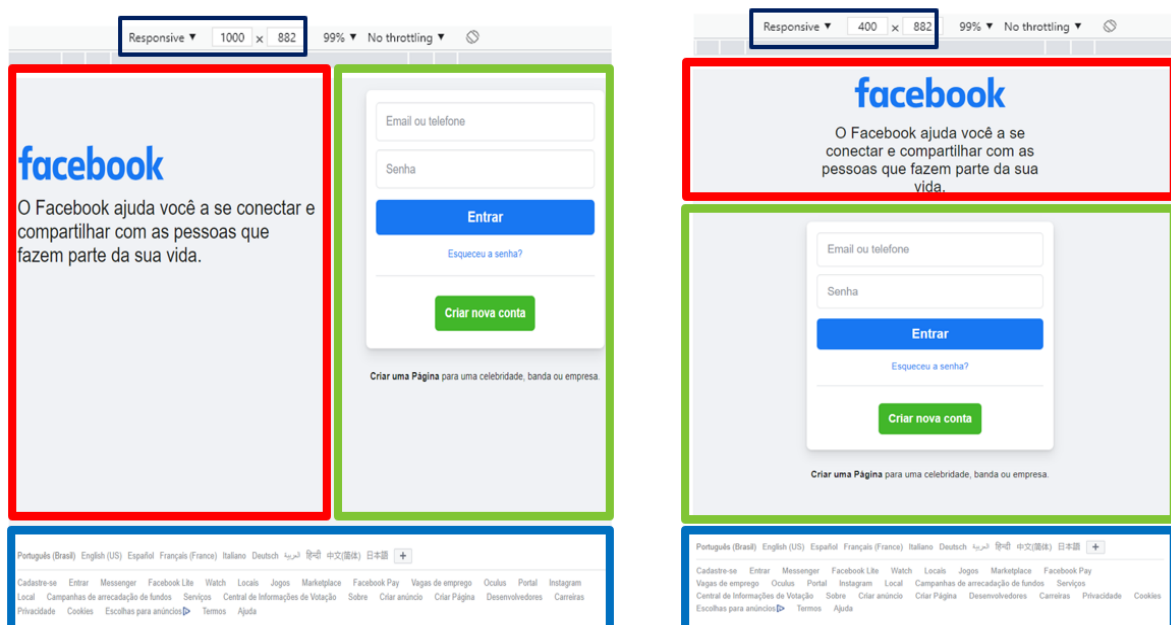 Responsive ▼ 1000 x 882 99% ▼ No throttling ▼
facebook
O Facebook ajuda você a se conectar e
compartilhar com as pessoas que
fazem parte da sua vida.
Email ou telefone
Senha
Entrar
Esqueceu a senha?
Criar nova conta
Criar uma Página para uma celebridade, banda ou empresa.
Português (Brasil) English (US) Español Français (France) Italiano Deutsch العربية हिन्दी 中文(简体) 日本語 +
Cadastre-se Entrar Messenger Facebook Lite Watch Locais Jogos Marketplace Facebook Pay Vagas de emprego Oculus Portal Instagram
Local Campanhas de arrecadação de fundos Serviços Central de Informações de Votação Sobre Criar anúncio Criar Página Desenvolvedores Carreiras
Privacidade Cookies Escolhas para anúncios Termos Ajuda
Responsive ▼ 400 x 882 99% ▼ No throttling ▼
facebook
O Facebook ajuda você a se
conectar e compartilhar com as
pessoas que fazem parte da sua
vida.
Email ou telefone
Senha
Entrar
Esqueceu a senha?
Criar nova conta
Criar uma Página para uma celebridade, banda ou empresa.
Português (Brasil) English (US) Español Français (France) Italiano Deutsch العربية हिन्दी 中文(简体) 日本語 +
Cadastre-se Entrar Messenger Facebook Lite Watch Locais Jogos Marketplace Facebook Pay
Vagas de emprego Oculus Portal Instagram Local Campanhas de arrecadação de fundos Serviços
Central de Informações de Votação Sobre Criar anúncio Criar Página Desenvolvedores Carreiras Privacidade Cookies
Escolhas para anúncios Termos Ajuda